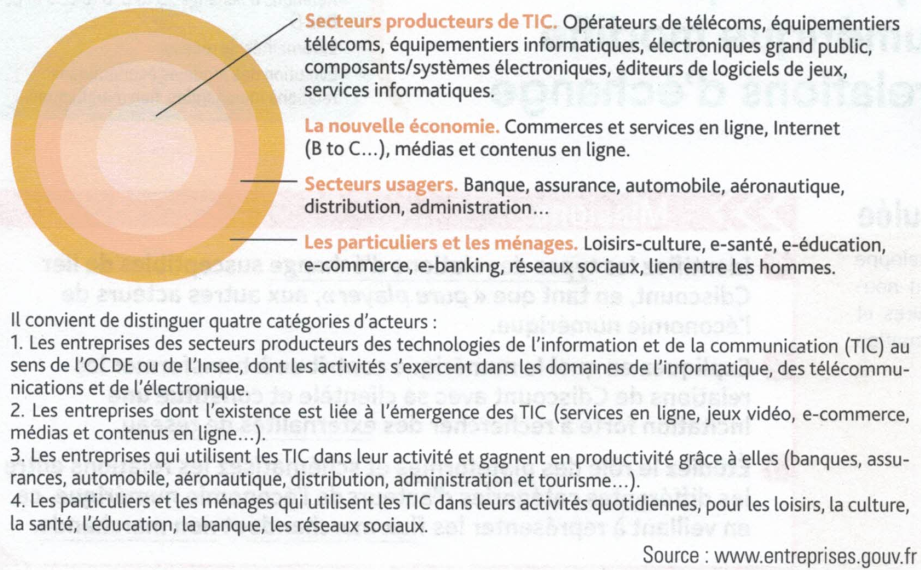 Secteurs producteurs de TIC. Opérateurs de télécoms, équipementiers
télécoms, équipementiers informatiques, électroniques grand public,
composants/systèmes électroniques, éditeurs de logiciels de jeux,
services informatiques.
La nouvelle économie. Commerces et services en ligne, Internet
(B to C…), médias et contenus en ligne.
Secteurs usagers. Banque, assurance, automobile, aéronautique,
distribution, administration…
Les particuliers et les ménages. Loisirs-culture, e-santé, e-éducation,
e-commerce, e-banking, réseaux sociaux, lien entre les hommes.
Il convient de distinguer quatre catégories d'acteurs :
1. Les entreprises des secteurs producteurs des technologies de l'information et de la communication (TIC) au
sens de l'OCDE ou de l'Insee, dont les activités s'exercent dans les domaines de l'informatique, des télécommu-
nications et de l'électronique.
2. Les entreprises dont l'existence est liée à l'émergence des TIC (services en ligne, jeux vidéo, e-commerce,
médias et contenus en ligne…).
3. Les entreprises qui utilisent les TIC dans leur activité et gagnent en productivité grâce à elles (banques, assu-
rances, automobile, aéronautique, distribution, administration et tourisme…).
4. Les particuliers et les ménages qui utilisent les TIC dans leurs activités quotidiennes, pour les loisirs, la culture,
la santé, l'éducation, la banque, les réseaux sociaux.
Source : www.entreprises.gouv.fr